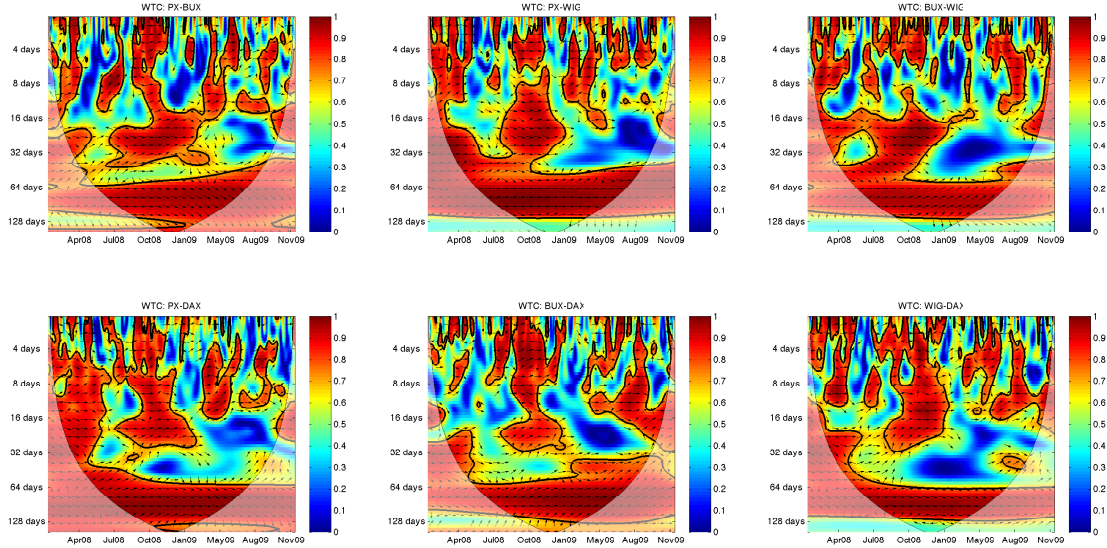 WTC: PX-BUX
WTC: PX-WIG
WTC: BUX-WIG
4 days
8 days
16 days
32 days
64 days
128 days
Apr08 Jul08 Oct08 Jan09 May09 Aug09 Nov09
1
0.9
0.8
0.7
0.6
0.5
0.4
0.3
0.2
0.1
0
4 days
8 days
16 days
32 days
64 days
128 days
Apr08 Jul08 Oct08 Jan09 May09 Aug09 Nov09
1
0.9
0.8
0.7
0.6
0.5
0.4
0.3
0.2
0.1
0
4 days
8 days
16 days
32 days
64 days
128 days
Apr08 Jul08 Oct08 Jan09 May09 Aug09 Nov09
1
0.9
0.8
0.7
0.6
0.5
0.4
0.3
0.2
0.1
0
WTC: PX-DAX
WTC: BUX-DAX
WTC: WIG-DAX
4 days
8 days
16 days
32 days
64 days
128 days
Apr08 Jul08 Oct08 Jan09 May09 Aug09 Nov09
1
0.9
0.8
0.7
0.6
0.5
0.4
0.3
0.2
0.1
0
4 days
8 days
16 days
32 days
64 days
128 days
Apr08 Jul08 Oct08 Jan09 May09 Aug09 Nov09
1
0.9
0.8
0.7
0.6
0.5
0.4
0.3
0.2
0.1
0
4 days
8 days
16 days
32 days
64 days
128 days
Apr08 Jul08 Oct08 Jan09 May09 Aug09 Nov09
1
0.9
0.8
0.7
0.6
0.5
0.4
0.3
0.2
0.1
0